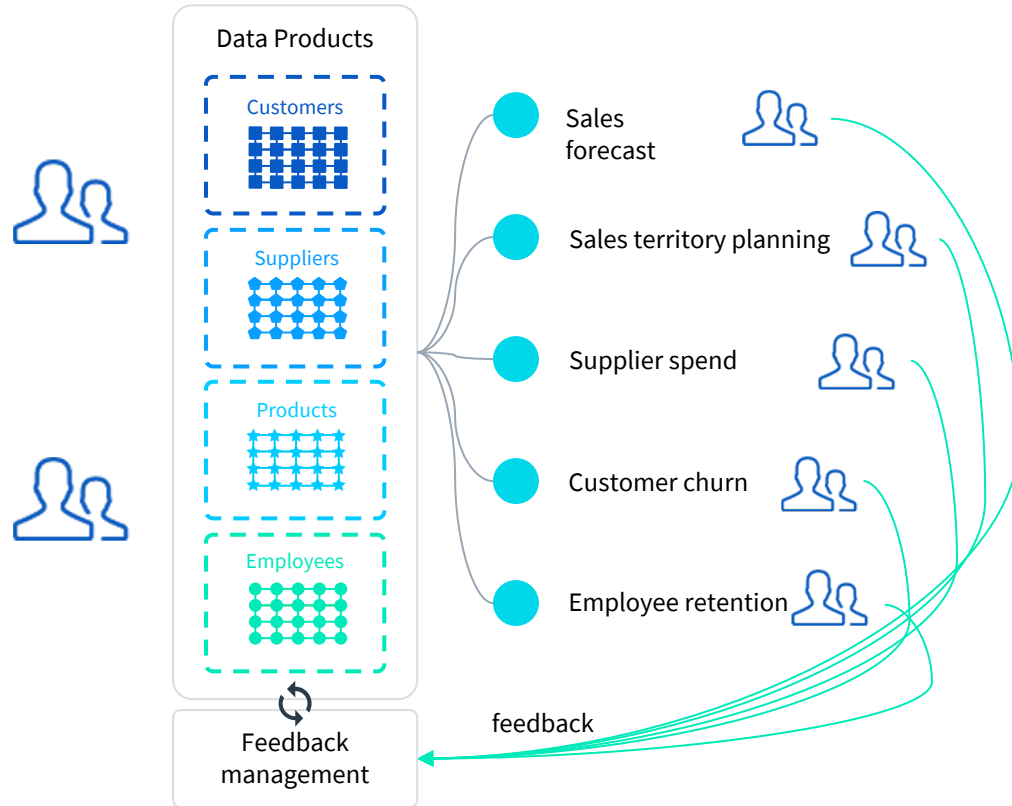 Data Products
Customers
Suppliers
Products
Employees
Sales
forecast
Sales territory planning
Supplier spend
Customer churn
Employee retention
feedback
Feedback
management